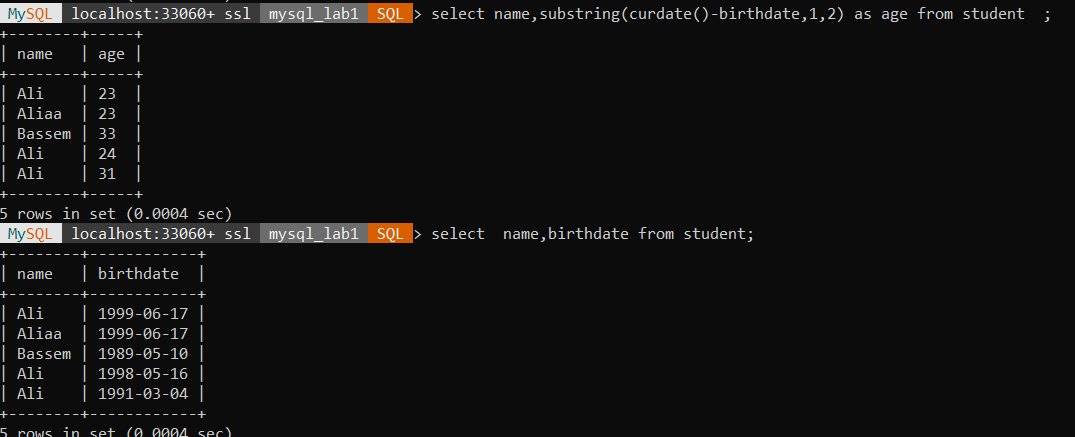 MySQL localhost:33060+ ssl mysql_lab1 SQL > select name,substring(curdate()-birthdate,1,2) as age from student  ;
+--------+-----+
| name   | age |
+--------+-----+
| Ali    | 23  |
| Aliaa  | 23  |
| Bassem | 33  |
| Ali    | 24  |
| Ali    | 31  |
+--------+-----+
5 rows in set (0.0004 sec)
MySQL localhost:33060+ ssl mysql_lab1 SQL > select  name,birthdate from student;
+--------+------------+
| name   | birthdate  |
+--------+------------+
| Ali    | 1999-06-17 |
| Aliaa  | 1999-06-17 |
| Bassem | 1989-05-10 |
| Ali    | 1998-05-16 |
| Ali    | 1991-03-04 |
+--------+------------+
5 rows in set (0.0004 sec)